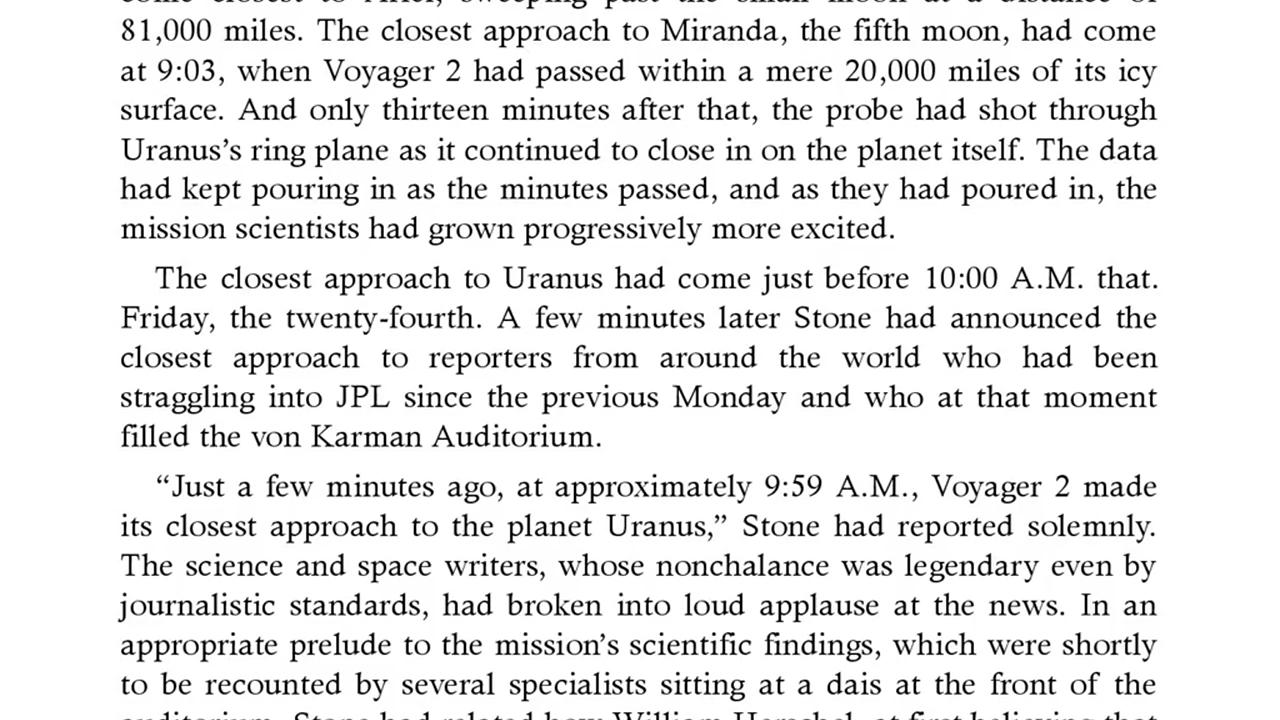 81,000 miles. The closest approach to Miranda, the fifth moon, had come
at 9:03, when Voyager 2 had passed within a mere 20,000 miles of its icy
surface. And only thirteen minutes after that, the probe had shot through
Uranus’s ring plane as it continued to close in on the planet itself. The data
had kept pouring in as the minutes passed, and as they had poured in, the
mission scientists had grown progressively more excited.
The closest approach to Uranus had come just before 10:00 A.M. that.
Friday, the twenty-fourth. A few minutes later Stone had announced the
closest approach to reporters from around the world who had been
straggling into JPL since the previous Monday and who at that moment
filled the von Karman Auditorium.
“Just a few minutes ago, at approximately 9:59 A.M., Voyager 2 made
its closest approach to the planet Uranus,” Stone had reported solemnly.
The science and space writers, whose nonchalance was legendary even by
journalistic standards, had broken into loud applause at the news. In an
appropriate prelude to the mission’s scientific findings, which were shortly
to be recounted by several specialists sitting at a dais at the front of the